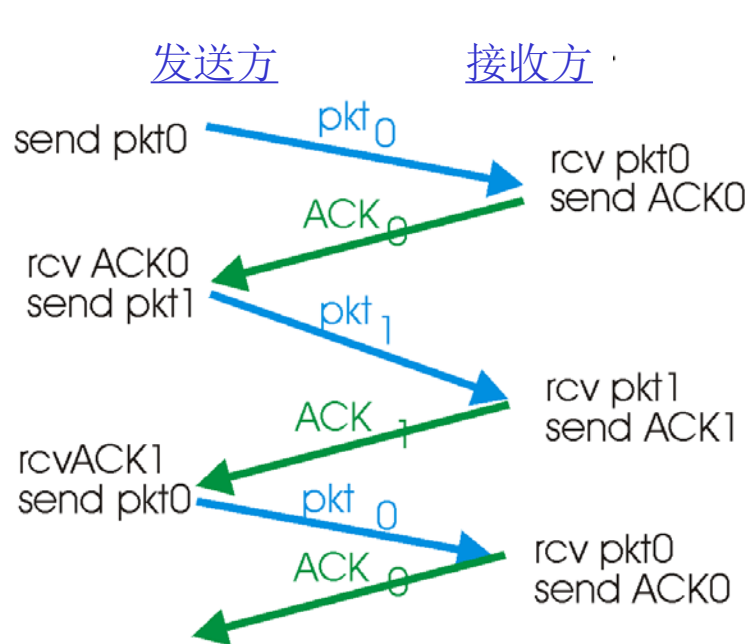 发送方
接收方
send pkt0
pkt0
rcv pkt0
send ACK0
ACK0
rcv ACK0
send pkt1
pkt1
rcv pkt1
send ACK1
ACK1
rcvACK1
send pkt0
pkt0
rcv pkt0
send ACK0
ACK0